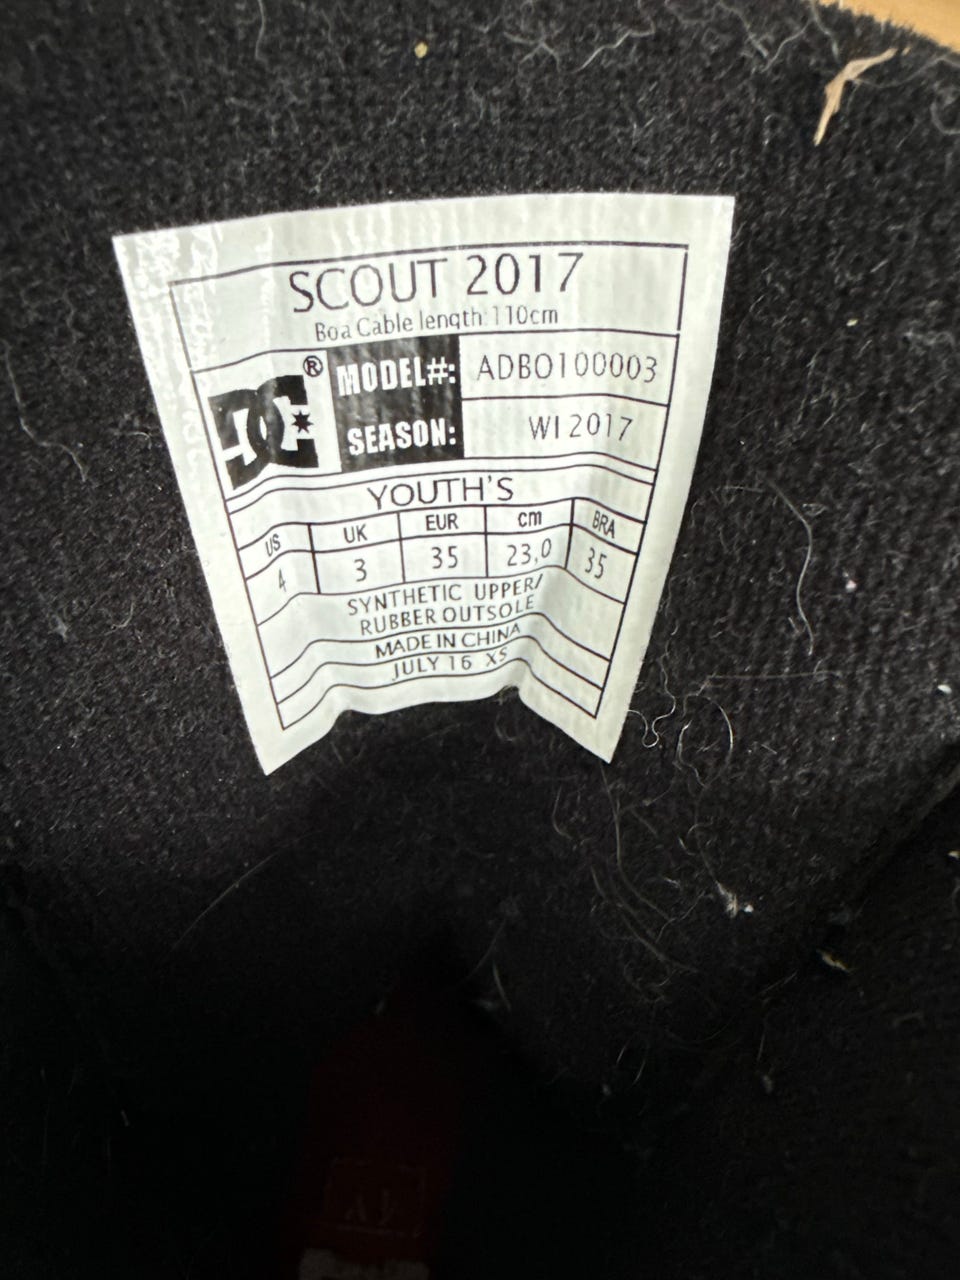 SCOUT 2017
Boa Cable length:110cm
DC ®
MODEL#: ADBO100003
SEASON: WI 2017
YOUTH'S
US UK EUR cm BRA
4 3 35 23,0 35
SYNTHETIC UPPER/
RUBBER OUTSOLE
MADE IN CHINA
JULY 16 XS